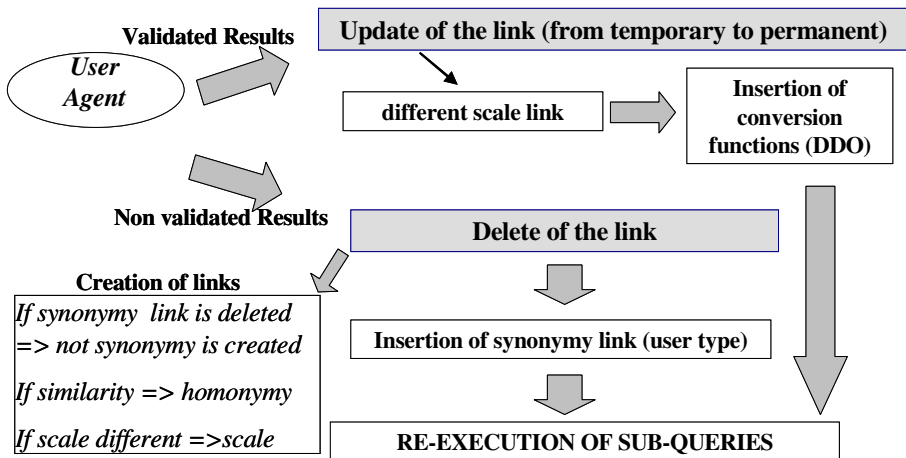 Validated Results
Update of the link (from temporary to permanent)
User
Agent
different scale link
Insertion of
conversion
functions (DDO)
Non validated Results
Delete of the link
Creation of links
If synonymy link is deleted
=> not synonymy is created
If similarity => homonymy
If scale different =>scale
Insertion of synonymy link (user type)
RE-EXECUTION OF SUB-QUERIES